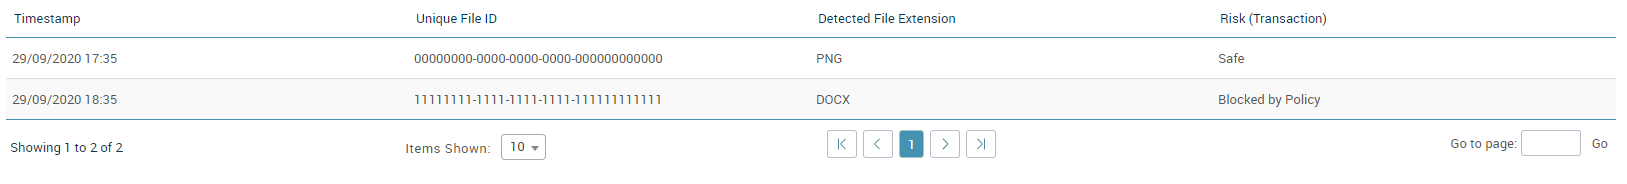 Timestamp Unique File ID Detected File Extension Risk (Transaction)
29/09/2020 17:35 00000000-0000-0000-0000-000000000000 PNG Safe
29/09/2020 18:35 11111111-1111-1111-1111-111111111111 DOCX Blocked by Policy
Showing 1 to 2 of 2 Items Shown: 10 1 Go to page: Go